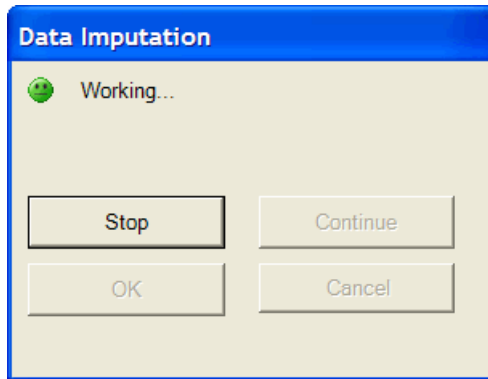 Data Imputation
Working...
Stop
Continue
OK
Cancel